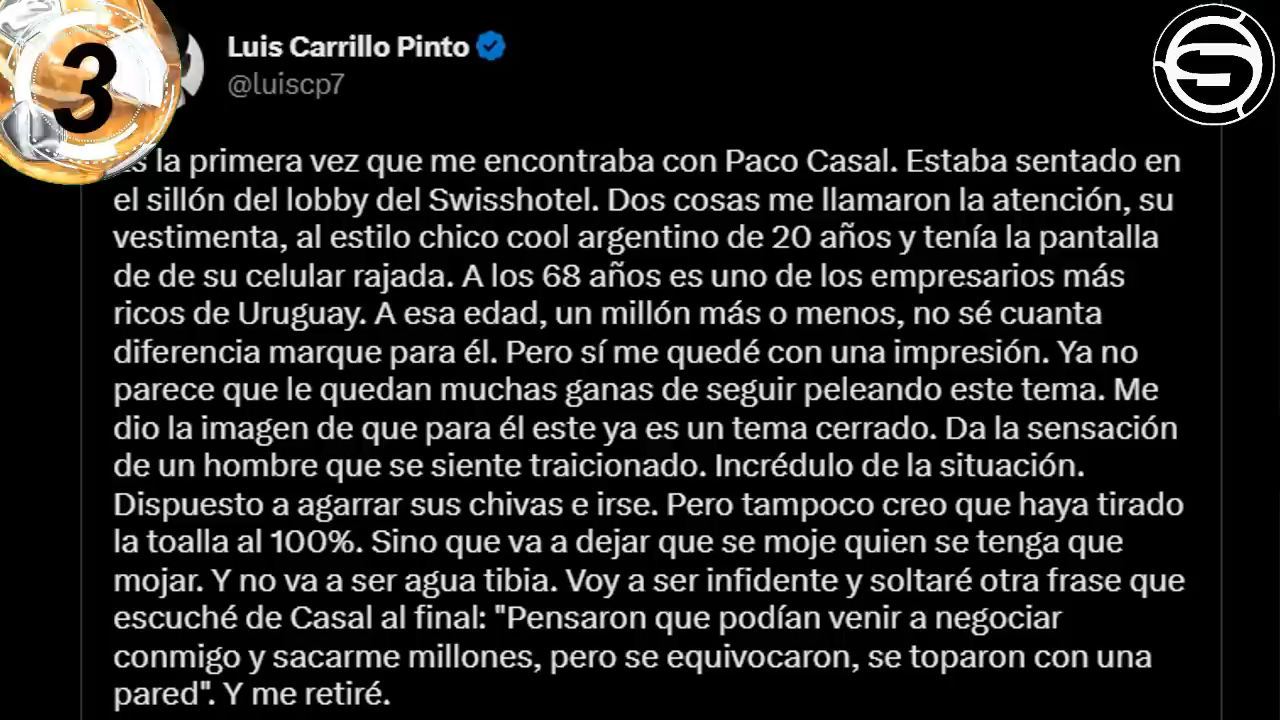 3
Luis Carrillo Pinto
@luiscp7
la primera vez que me encontraba con Paco Casal. Estaba sentado en
el sillón del lobby del Swisshotel. Dos cosas me llamaron la atención, su
vestimenta, al estilo chico cool argentino de 20 años y tenía la pantalla
de de su celular rajada. A los 68 años es uno de los empresarios más
ricos de Uruguay. A esa edad, un millón más o menos, no sé cuanta
diferencia marque para él. Pero sí me quedé con una impresión. Ya no
parece que le quedan muchas ganas de seguir peleando este tema. Me
dio la imagen de que para él este ya es un tema cerrado. Da la sensación
de un hombre que se siente traicionado. Incrédulo de la situación.
Dispuesto a agarrar sus chivas e irse. Pero tampoco creo que haya tirado
la toalla al 100%. Sino que va a dejar que se moje quien se tenga que
mojar. Y no va a ser agua tibia. Voy a ser infidente y soltaré otra frase que
escuché de Casal al final: "Pensaron que podían venir a negociar
conmigo y sacarme millones, pero se equivocaron, se toparon con una
pared". Y me retiré.